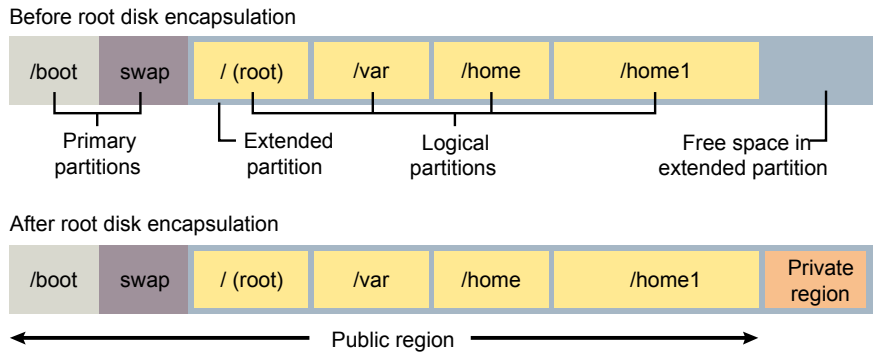 Before root disk encapsulation
/boot
swap
/ (root)
/var
/home
/home1
Primary
partitions
Extended
partition
Logical
partitions
Free space in
extended partition
After root disk encapsulation
/boot
swap
/ (root)
/var
/home
/home1
Private
region
Public region